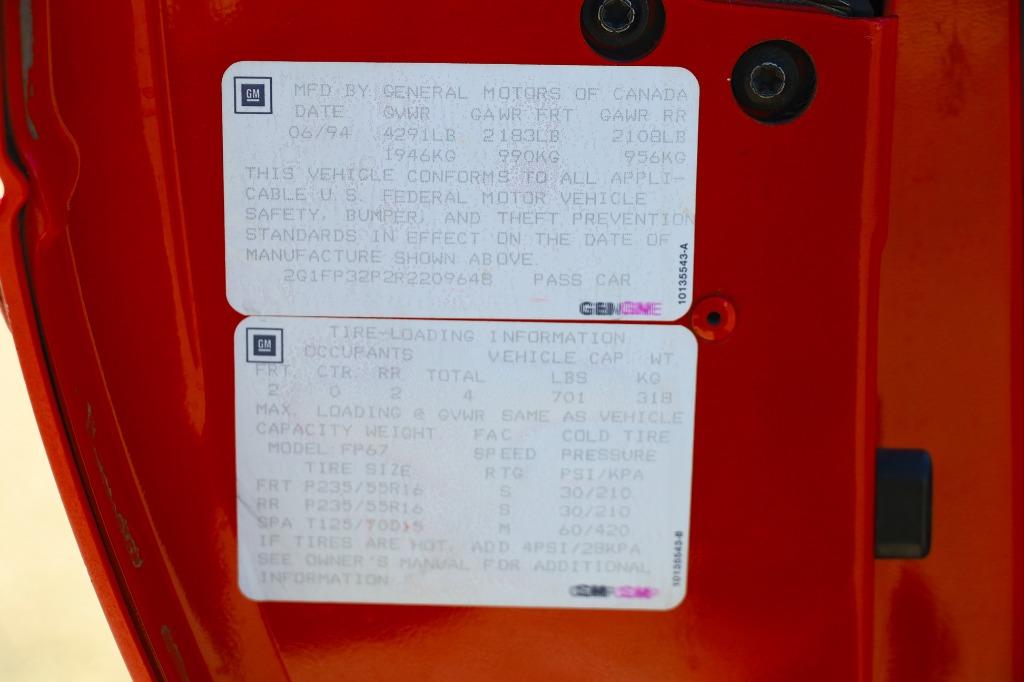 GM
MFD BY GENERAL MOTORS OF CANADA
DATE GVWR GAWR FRT GAWR RR
06/94 4291LB 2183LB 2108LB
1946KG 990KG 956KG
THIS VEHICLE CONFORMS TO ALL APPLI-
CABLE U.S. FEDERAL MOTOR VEHICLE
SAFETY, BUMPER, AND THEFT PREVENTION
STANDARDS IN EFFECT ON THE DATE OF
MANUFACTURE SHOWN ABOVE.
2G1FP32P2R2209648 PASS CAR
10135543-A
GM
TIRE-LOADING INFORMATION
OCCUPANTS VEHICLE CAP. WT.
FRT CTR RR TOTAL LBS KG
2 0 2 4 701 318
MAX. LOADING @ GVWR SAME AS VEHICLE
CAPACITY WEIGHT FAC COLD TIRE
MODEL:FP67 SPEED PRESSURE
TIRE SIZE RTG PSI/KPA
FRT P235/55R16 S 30/210
RR P235/55R16 S 30/210
SPA T125/70D15 M 60/420
IF TIRES ARE HOT, ADD 4PSI/28KPA
SEE OWNER'S MANUAL FOR ADDITIONAL
INFORMATION
10135543-B